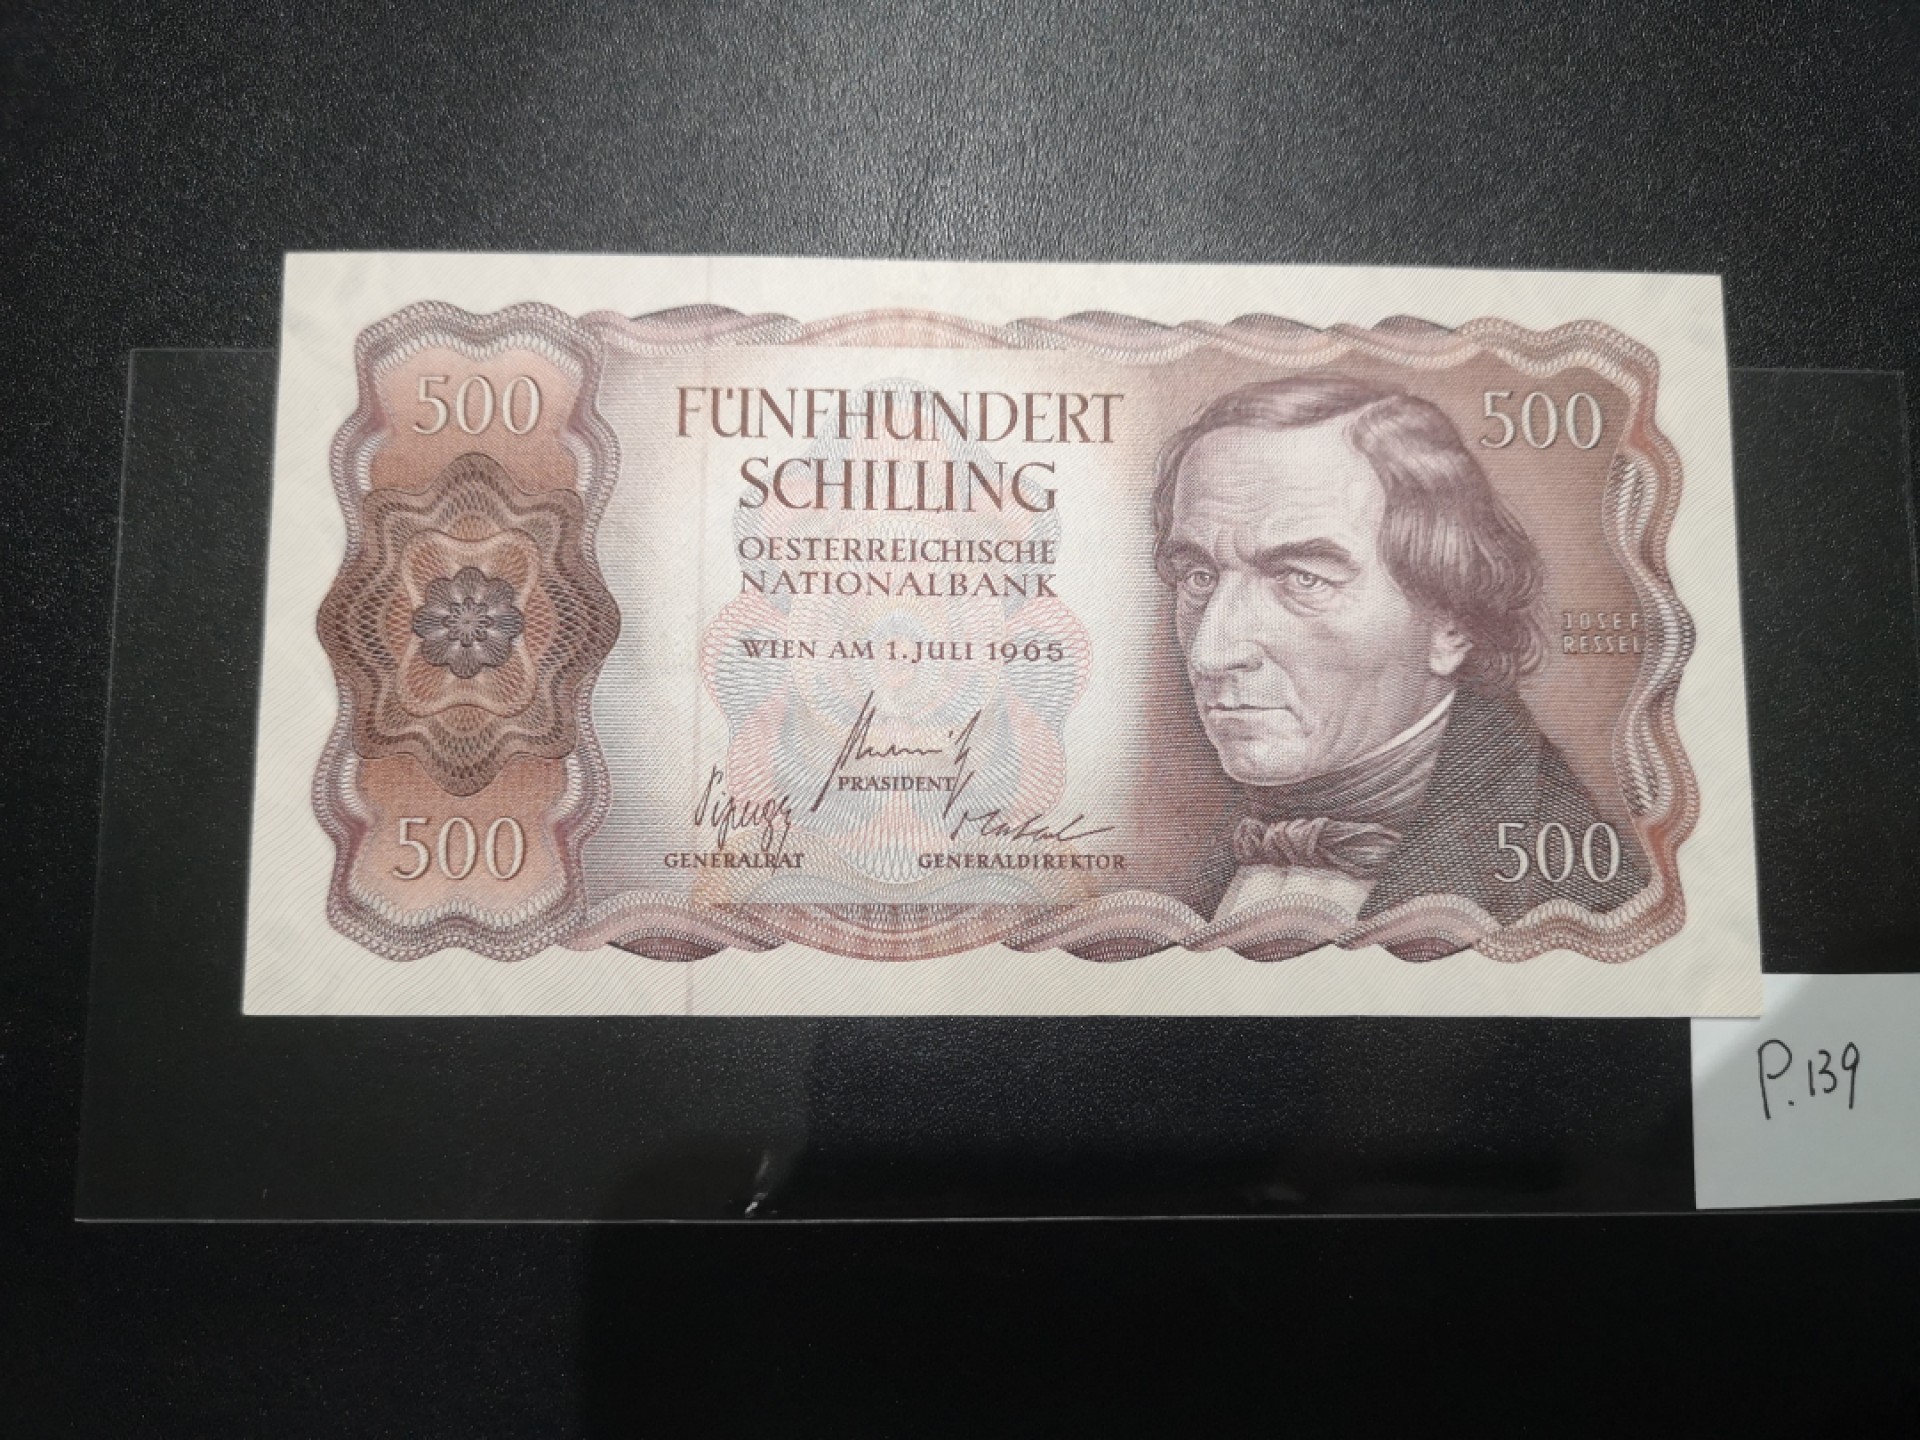 500
FÜNFHUNDERT
SCHILLING
500
OESTERREICHISCHE
NATIONALBANK
JOSEF
RESSEL
WIEN AM 1. JULI 1965
PRÄSIDENT
500
GENERALRAT
GENERALDIREKTOR
500
P.139